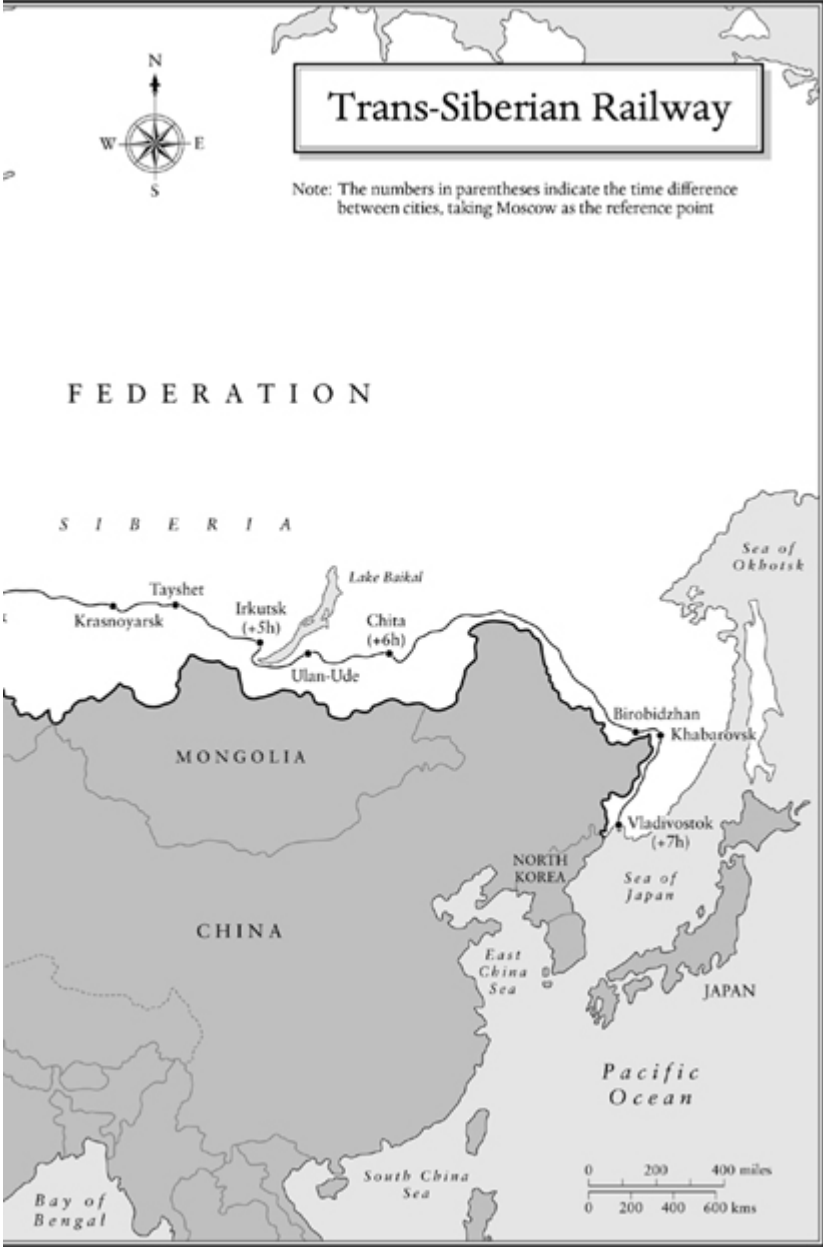 N
W
E
S
Trans-Siberian Railway
Note: The numbers in parentheses indicate the time difference
between cities, taking Moscow as the reference point
FEDERATION
SIBERIA
Sea of
Okhotsk
Lake Baikal
Tayshet
Krasnoyarsk
Irkutsk
(+5h)
Chita
(+6h)
Ulan-Ude
Birobidzhan
Khabarovsk
MONGOLIA
Vladivostok
(+7h)
NORTH
KOREA
Sea of
Japan
CHINA
East
China
Sea
JAPAN
Pacific
Ocean
South China
Sea
Bay of
Bengal
0 200 400 miles
0 200 400 600 kms